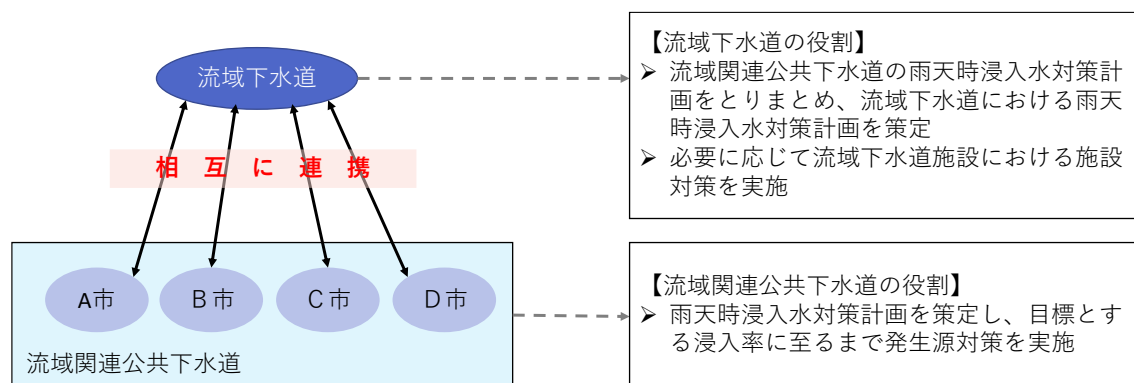 流域下水道
相互に連携
A市
B市
C市
D市
流域関連公共下水道
【流域下水道の役割】
➢ 流域関連公共下水道の雨天時浸入水対策計
画をとりまとめ、流域下水道における雨天
時浸入水対策計画を策定
➢ 必要に応じて流域下水道施設における施設
対策を実施
【流域関連公共下水道の役割】
➢ 雨天時浸入水対策計画を策定し、目標とす
る浸入率に至るまで発生源対策を実施